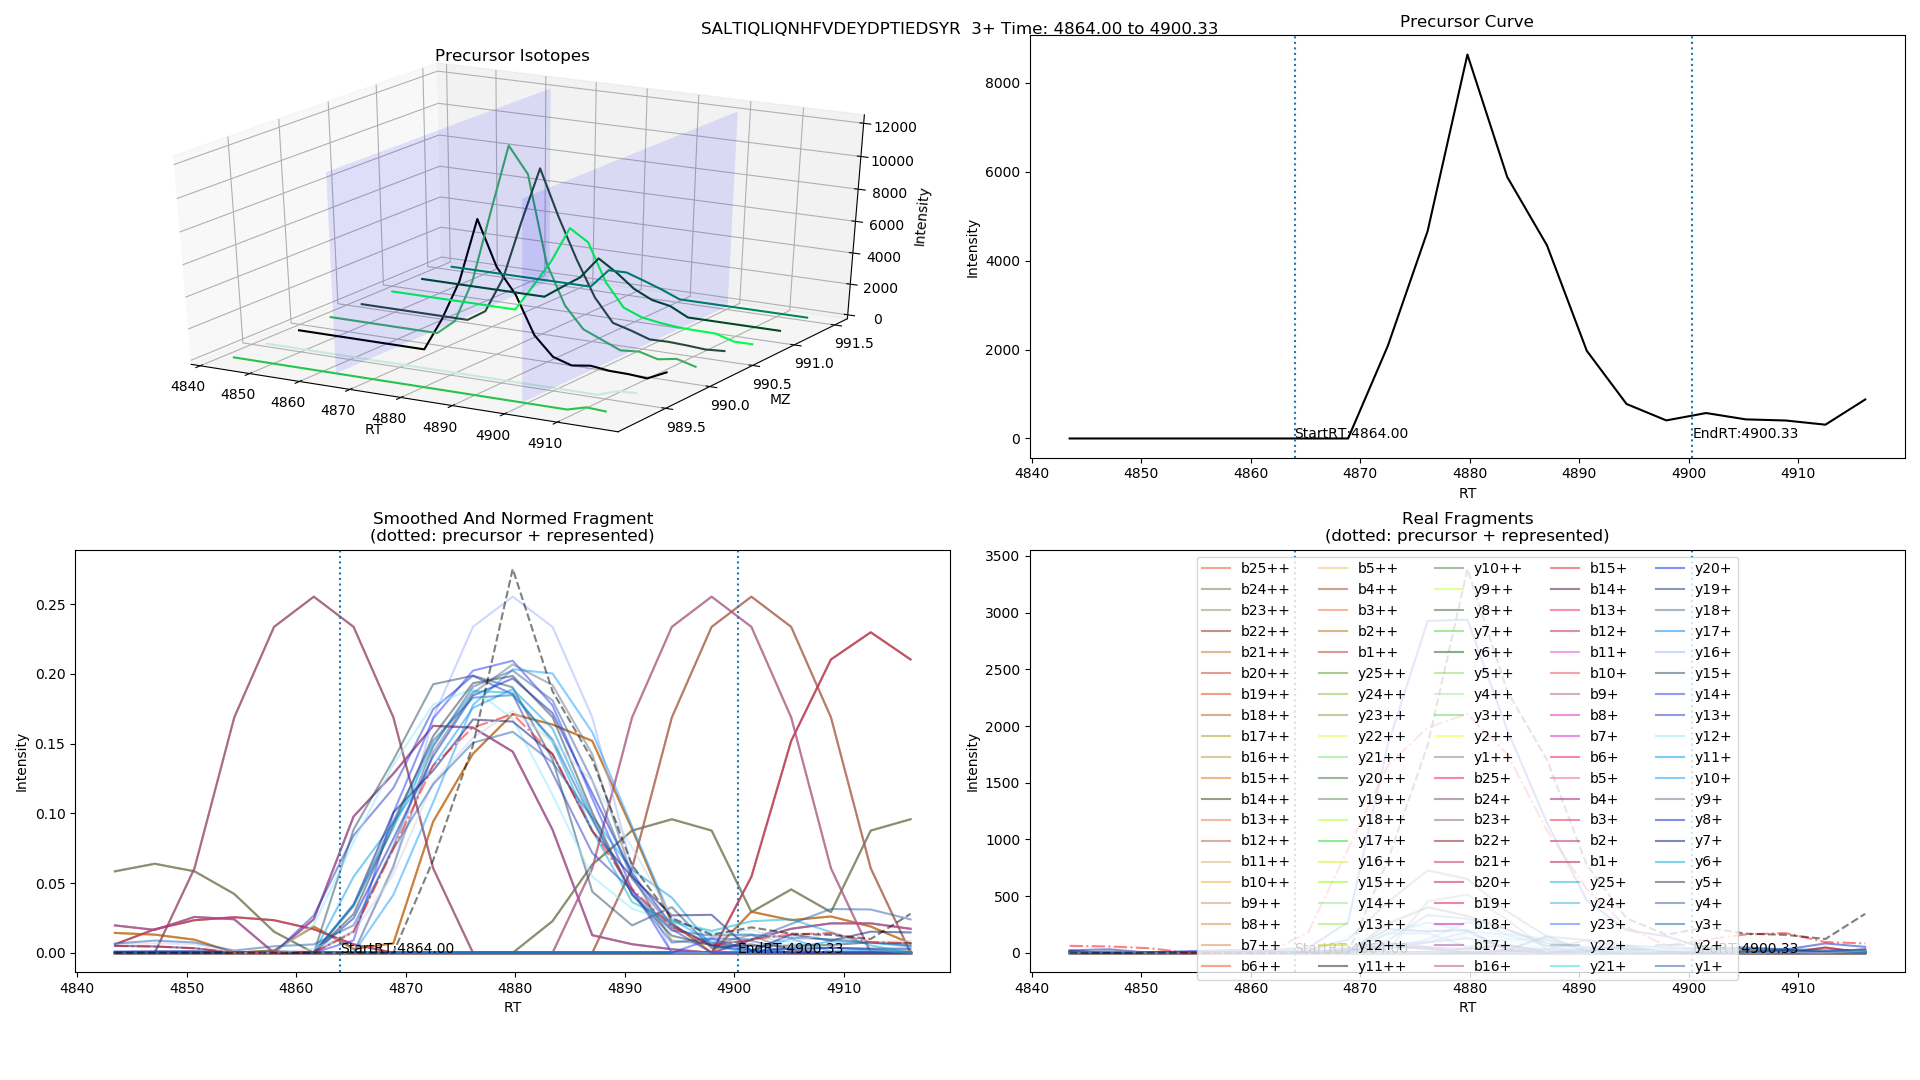 SALTIQLIQNHFVDEYDPTIEDSYR  3+ Time: 4864.00 to 4900.33
Precursor Isotopes
12000
10000
8000
6000
4000
2000
0
Intensity
4840
4850
4860
4870
4880
4890
4900
4910
RT
989.5
990.0
990.5
991.0
991.5
MZ
Precursor Curve
8000
6000
4000
2000
0
Intensity
StartRT:4864.00
EndRT:4900.33
4840
4850
4860
4870
4880
4890
4900
4910
RT
Smoothed And Normed Fragment
(dotted: precursor + represented)
0.25
0.20
0.15
0.10
0.05
0.00
Intensity
StartRT:4864.00
EndRT:4900.33
4840
4850
4860
4870
4880
4890
4900
4910
RT
Real Fragments
(dotted: precursor + represented)
3500
3000
2500
2000
1500
1000
500
0
Intensity
b25++ b5++ y10++ b15+ y20+
b24++ b4++ y9++ b14+ y19+
b23++ b3++ y8++ b13+ y18+
b22++ b2++ y7++ b12+ y17+
b21++ b1++ y6++ b11+ y16+
b20++ y25++ y5++ b10+ y15+
b19++ y24++ y4++ b9+ y14+
b18++ y23++ y3++ b8+ y13+
b17++ y22++ y2++ b7+ y12+
b16++ y21++ y1++ b6+ y11+
b15++ y20++ b25+ b5+ y10+
b14++ y19++ b24+ b4+ y9+
b13++ y18++ b23+ b3+ y8+
b12++ y17++ b22+ b2+ y7+
b11++ y16++ b21+ b1+ y6+
b10++ y15++ b20+ y25+ y5+
b9++ y14++ b19+ y24+ y4+
b8++ y13++ b18+ y23+ y3+
b7++ y12++ b17+ y22+ y2+
b6++ y11++ b16+ y21+ y1+
StartRT:4864.00
EndRT:4900.33
4840
4850
4860
4870
4880
4890
4900
4910
RT